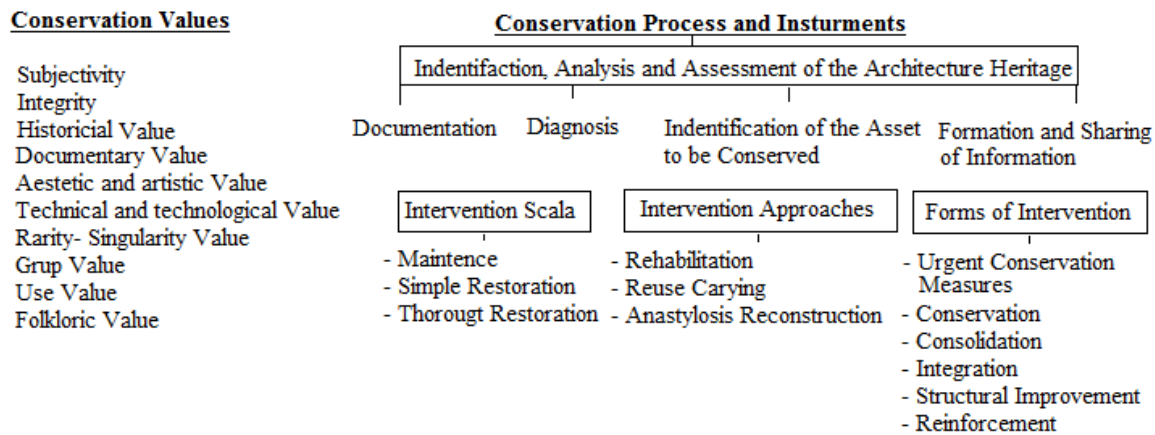 Conservation Values
Subjectivity
Integrity
Historicial Value
Documentary Value
Aestetic and artistic Value
Technical and technological Value
Rarity- Singularity Value
Grup Value
Use Value
Folkloric Value
Conservation Process and Insturments
Indentifaction, Analysis and Assessment of the Architecture Heritage
Documentation
Diagnosis
Indentification of the Asset
to be Conserved
Formation and Sharing
of Information
Intervention Scala
- Maintence
- Simple Restoration
- Thorougt Restoration
Intervention Approaches
- Rehabilitation
- Reuse Carying
- Anastylosis Reconstruction
Forms of Intervention
- Urgent Conservation
Measures
- Conservation
- Consolidation
- Integration
- Structural Improvement
- Reinforcement